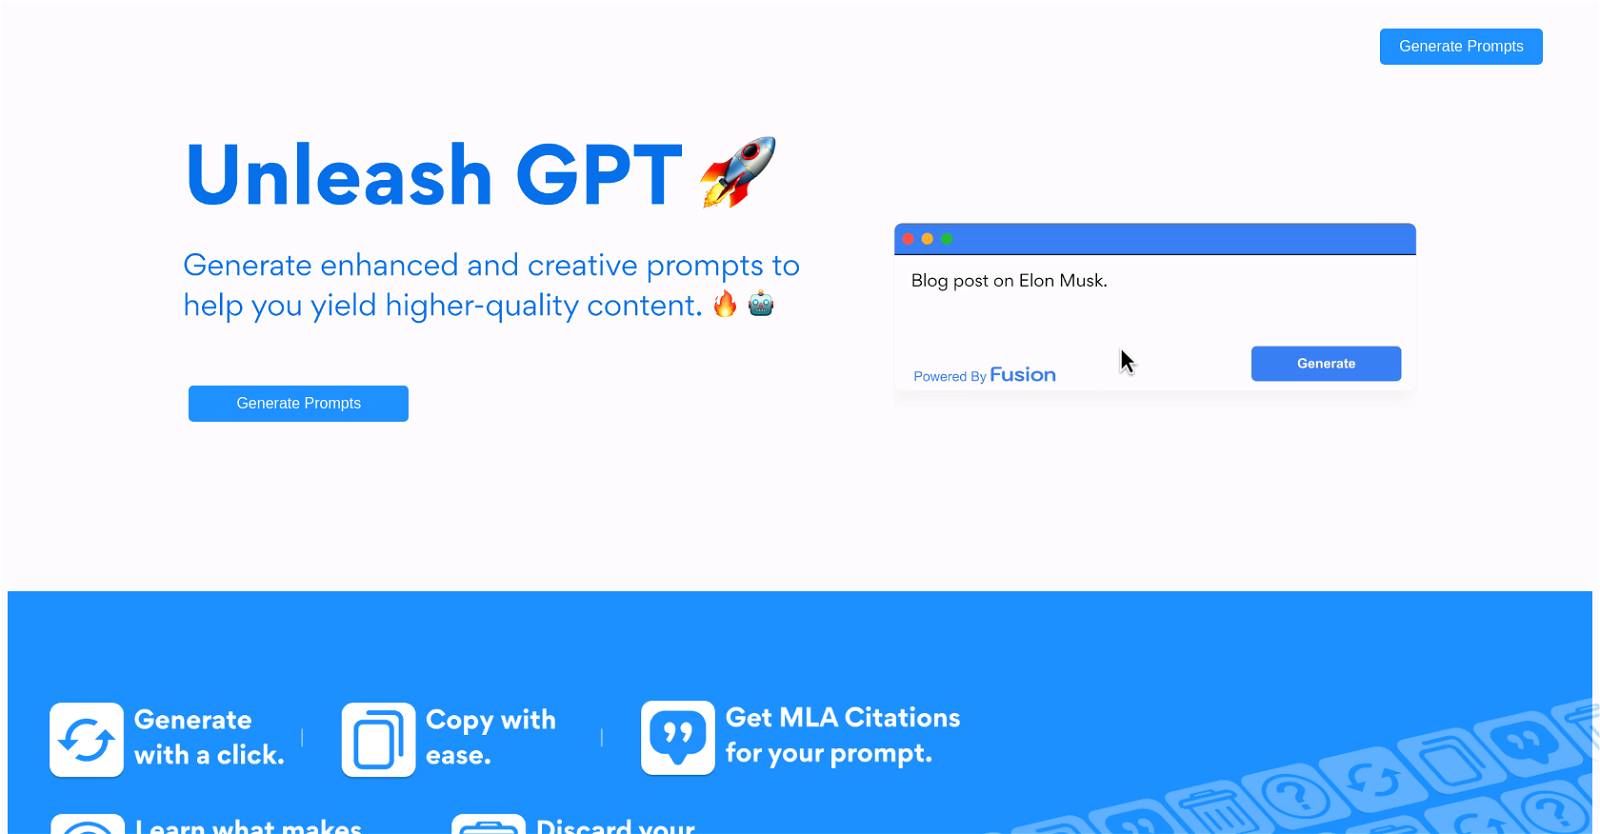 Generate Prompts
Unleash GPT
Generate enhanced and creative prompts to
help you yield higher-quality content.
Generate Prompts
Blog post on Elon Musk.
Powered By Fusion
Generate
Generate
with a click.
Copy with
ease.
Get MLA Citations
for your prompt.
Learn what makes
Discard your